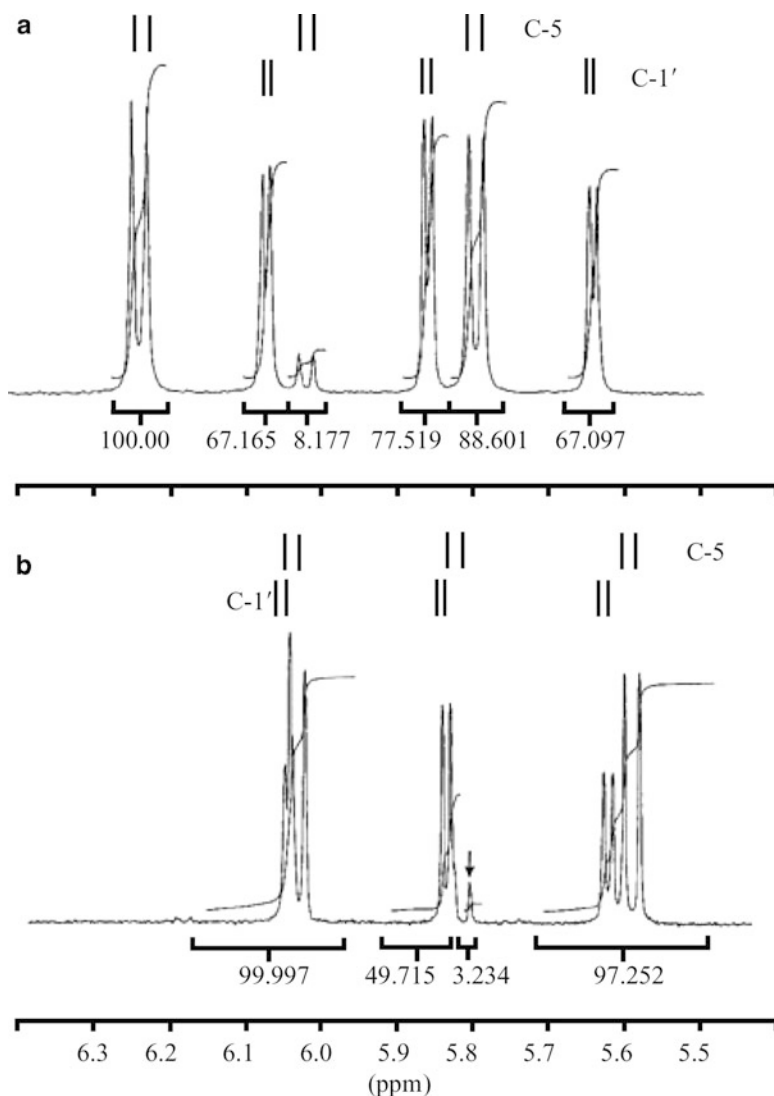 a
C-5
C-1′
100.00 67.165 8.177 77.519 88.601 67.097
b
C-5
C-1′
99.997 49.715 3.234 97.252
6.3 6.2 6.1 6.0 5.9 5.8 5.7 5.6 5.5
(ppm)